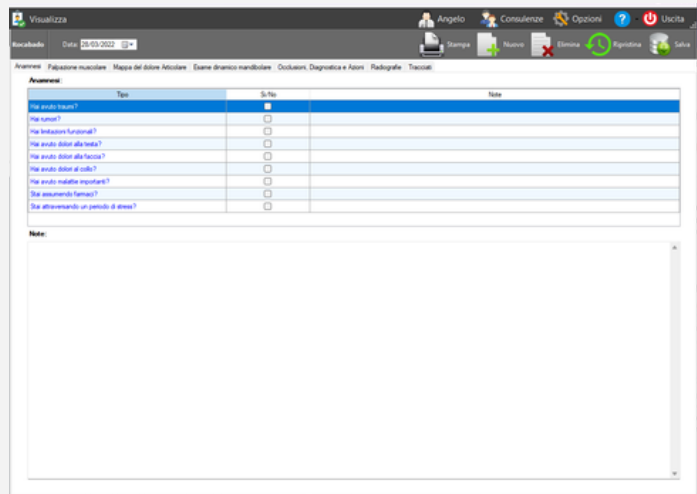 Visualizza Angelo Consulenze Opzioni ? Uscita
Rocabado Data: 28/03/2022 Stampa Nuovo Elimina Ripristina Salva
Anamnesi Palpazione muscolare Mappa del dolore Articolare Esame dinamico mandibolare Occlusioni, Diagnostica e Azioni Radiografie Tracciati
Anamnesi:
Tipo Si/No Note
Hai avuto traumi?
Hai rumori?
Hai limitazioni funzionali?
Hai avuto dolori alla testa?
Hai avuto dolori alla faccia?
Hai avuto dolori al collo?
Hai avuto malattie importanti?
Stai assumendo farmaci?
Stai attraversando un periodo di stress?
Note: